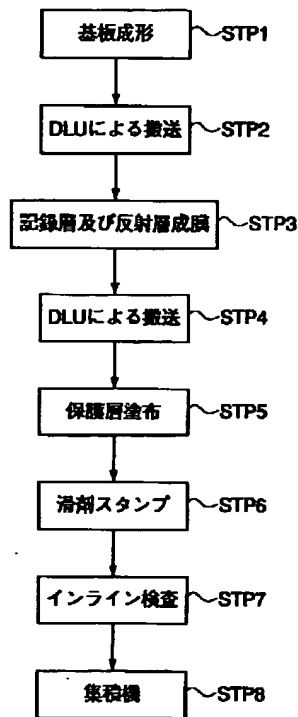 基板成形 STP1
DLUによる搬送 STP2
記録層及び反射層成膜 STP3
DLUによる搬送 STP4
保護層塗布 STP5
滑剤スタンプ STP6
インライン検査 STP7
集積機 STP8